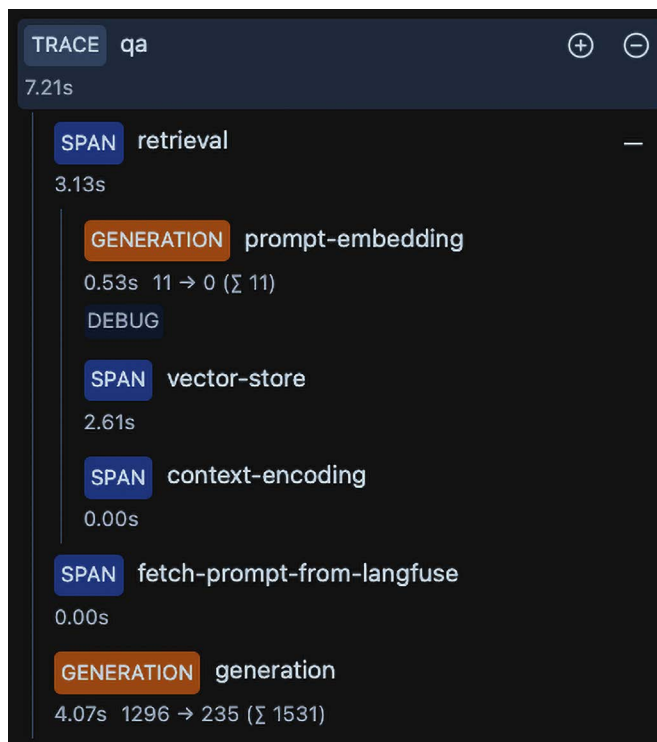 TRACE qa
7.21s
SPAN retrieval
3.13s
GENERATION prompt-embedding
0.53s 11 → 0 (∑ 11)
DEBUG
SPAN vector-store
2.61s
SPAN context-encoding
0.00s
SPAN fetch-prompt-from-langfuse
0.00s
GENERATION generation
4.07s 1296 → 235 (∑ 1531)